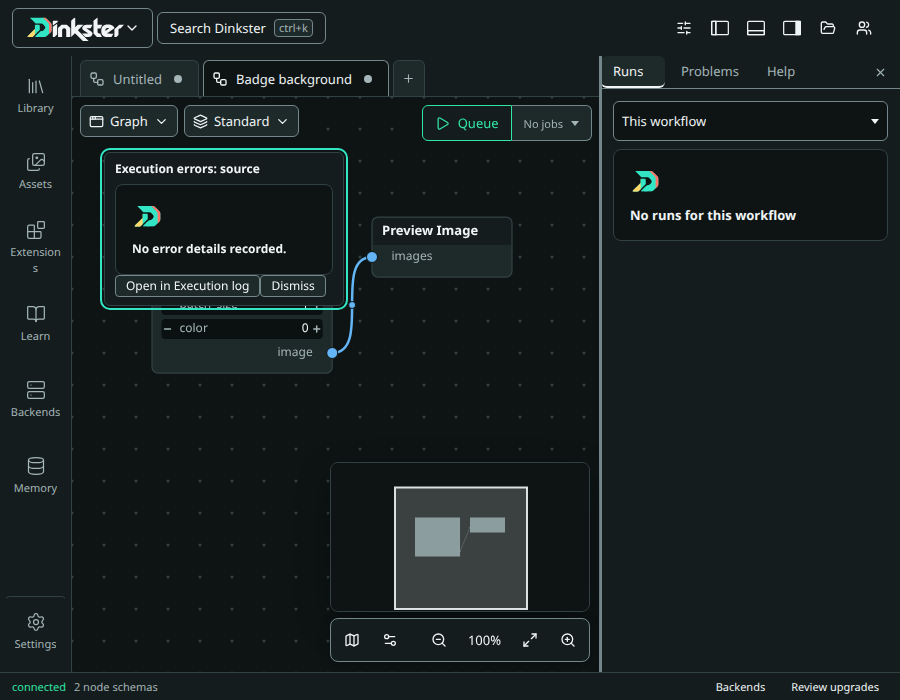 Dinkster
Search Dinkster ctrl+k
Untitled
Badge background
Runs
Problems
Help
Library
Assets
Extension
s
Learn
Backends
Memory
Settings
Graph
Standard
Queue
No jobs
This workflow
No runs for this workflow
Execution errors: source
No error details recorded.
Open in Execution log
Dismiss
Preview Image
images
color 0
image
100%
connected 2 node schemas
Backends
Review upgrades